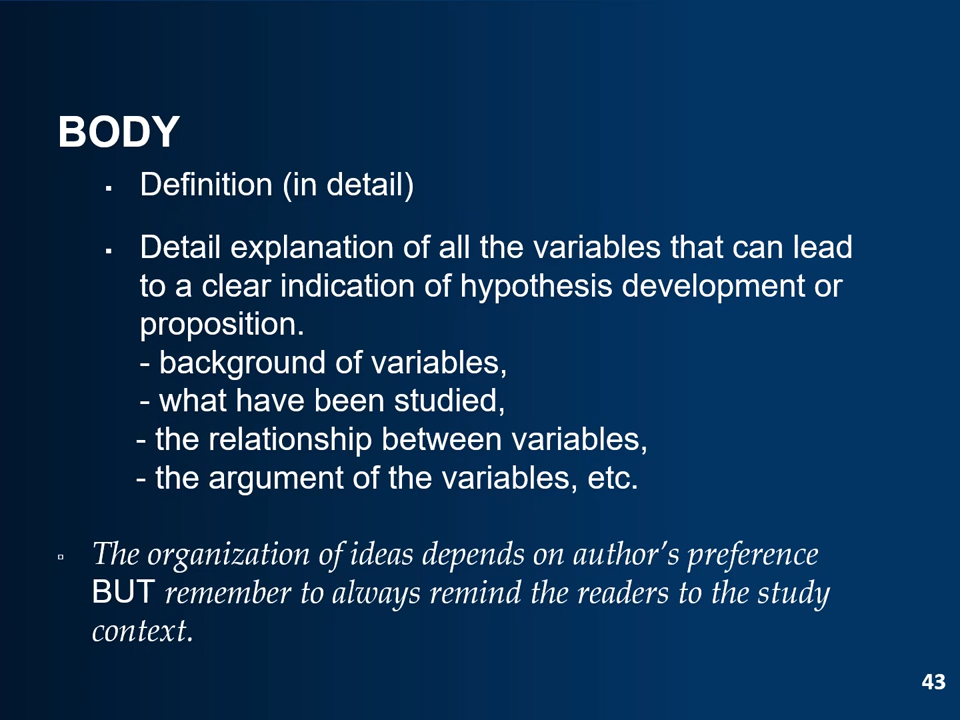 BODY
▪ Definition (in detail)
▪ Detail explanation of all the variables that can lead
to a clear indication of hypothesis development or
proposition.
- background of variables,
- what have been studied,
- the relationship between variables,
- the argument of the variables, etc.
▫ The organization of ideas depends on author’s preference
BUT remember to always remind the readers to the study
context.
43